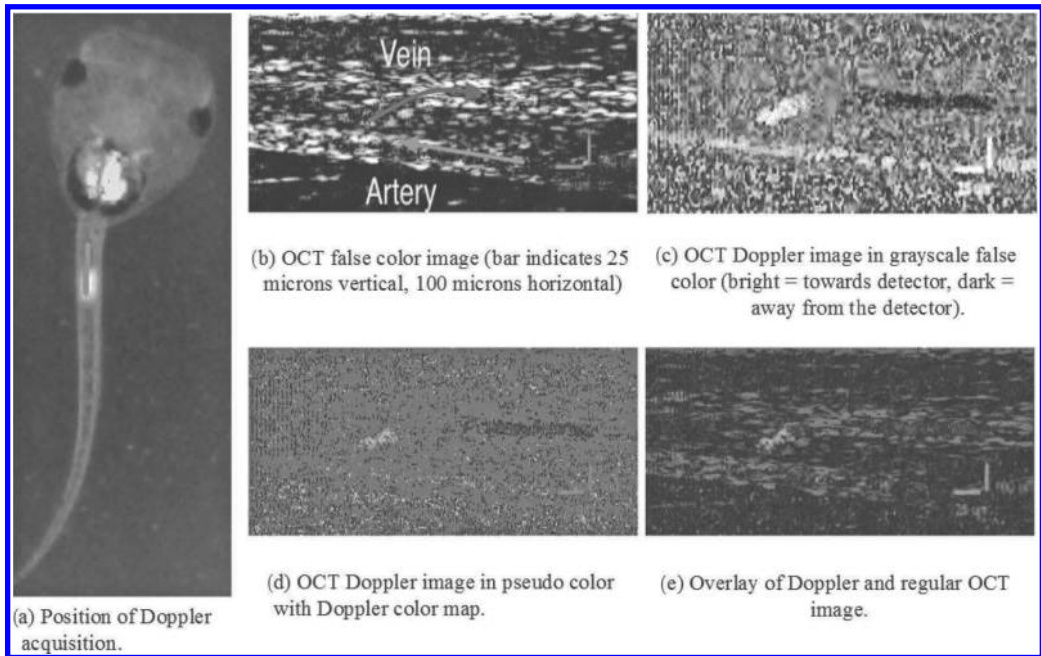 Vein
Artery
(b) OCT false color image (bar indicates 25
microns vertical, 100 microns horizontal)
(c) OCT Doppler image in grayscale false
color (bright = towards detector, dark =
away from the detector).
(d) OCT Doppler image in pseudo color
with Doppler color map.
(e) Overlay of Doppler and regular OCT
image.
(a) Position of Doppler
acquisition.